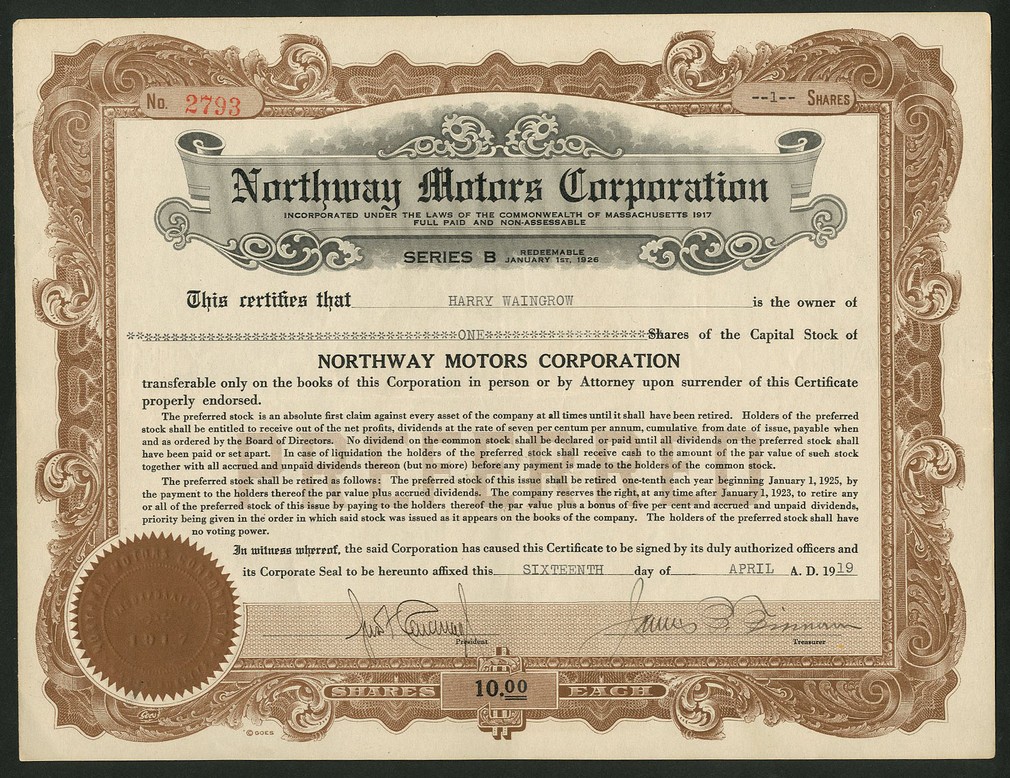 No. 2793
--1-- SHARES
Northway Motors Corporation
INCORPORATED UNDER THE LAWS OF THE COMMONWEALTH OF MASSACHUSETTS 1917
FULL PAID AND NON-ASSESSABLE
SERIES B REDEEMABLE JANUARY 1ST, 1926
This certifies that HARRY WAINGROW is the owner of
****************************************ONE******************** Shares of the Capital Stock of
NORTHWAY MOTORS CORPORATION
transferable only on the books of this Corporation in person or by Attorney upon surrender of this Certificate
properly endorsed.
The preferred stock is an absolute first claim against every asset of the company at all times until it shall have been retired. Holders of the preferred
stock shall be entitled to receive out of the net profits, dividends at the rate of seven per centum per annum, cumulative from date of issue, payable when
and as ordered by the Board of Directors. No dividend on the common stock shall be declared or paid until all dividends on the preferred stock shall
have been paid or set apart. In case of liquidation the holders of the preferred stock shall receive cash to the amount of the par value of such stock
together with all accrued and unpaid dividends thereon (but no more) before any payment is made to the holders of the common stock.
The preferred stock shall be retired as follows: The preferred stock of this issue shall be retired one-tenth each year beginning January 1, 1925, by
the payment to the holders thereof the par value plus accrued dividends. The company reserves the right, at any time after January 1, 1923, to retire any
or all of the preferred stock of this issue by paying to the holders thereof the par value plus a bonus of five per cent and accrued and unpaid dividends,
priority being given in the order in which said stock was issued as it appears on the books of the company. The holders of the preferred stock shall have
no voting power.
In witness whereof, the said Corporation has caused this Certificate to be signed by its duly authorized officers and
its Corporate Seal to be hereunto affixed this SIXTEENTH day of APRIL A. D. 1919
James B Finnern
President
Treasurer
1917
SHARES 10.00 EACH
© GOES